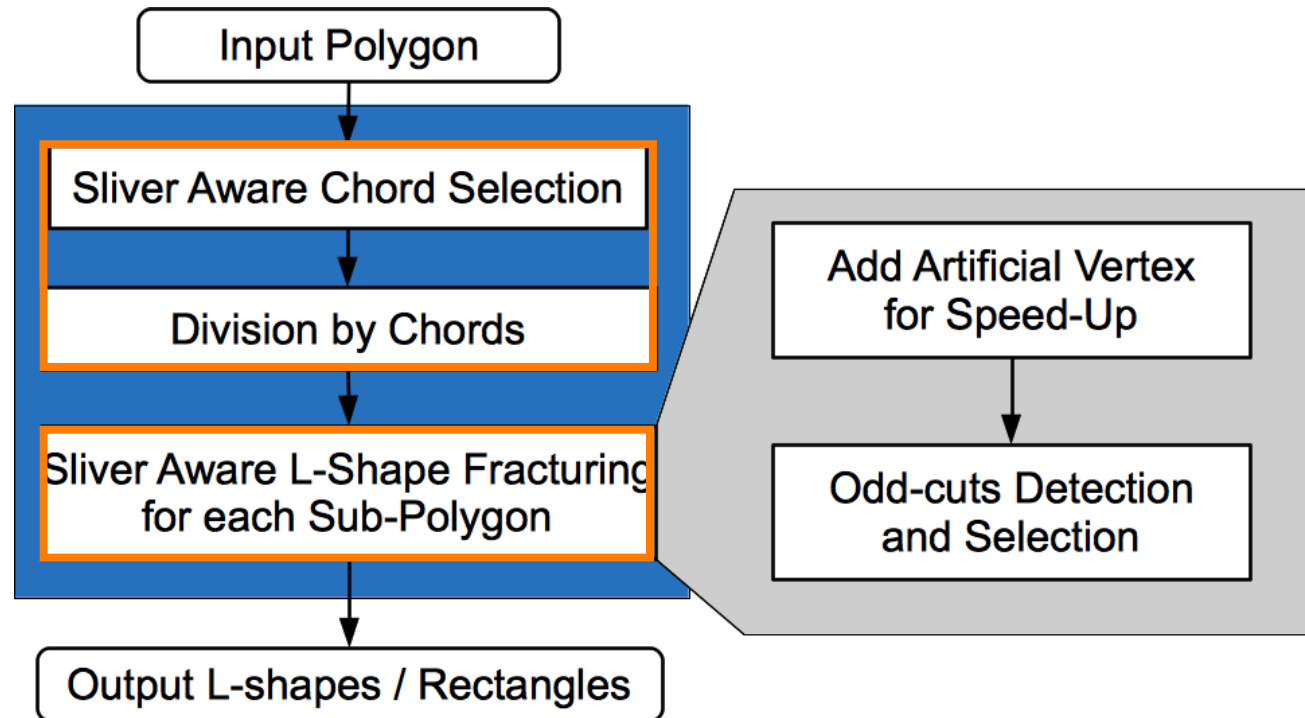 Input Polygon
Sliver Aware Chord Selection
Division by Chords
Sliver Aware L-Shape Fracturing
for each Sub-Polygon
Output L-shapes / Rectangles
Add Artificial Vertex
for Speed-Up
Odd-cuts Detection
and Selection